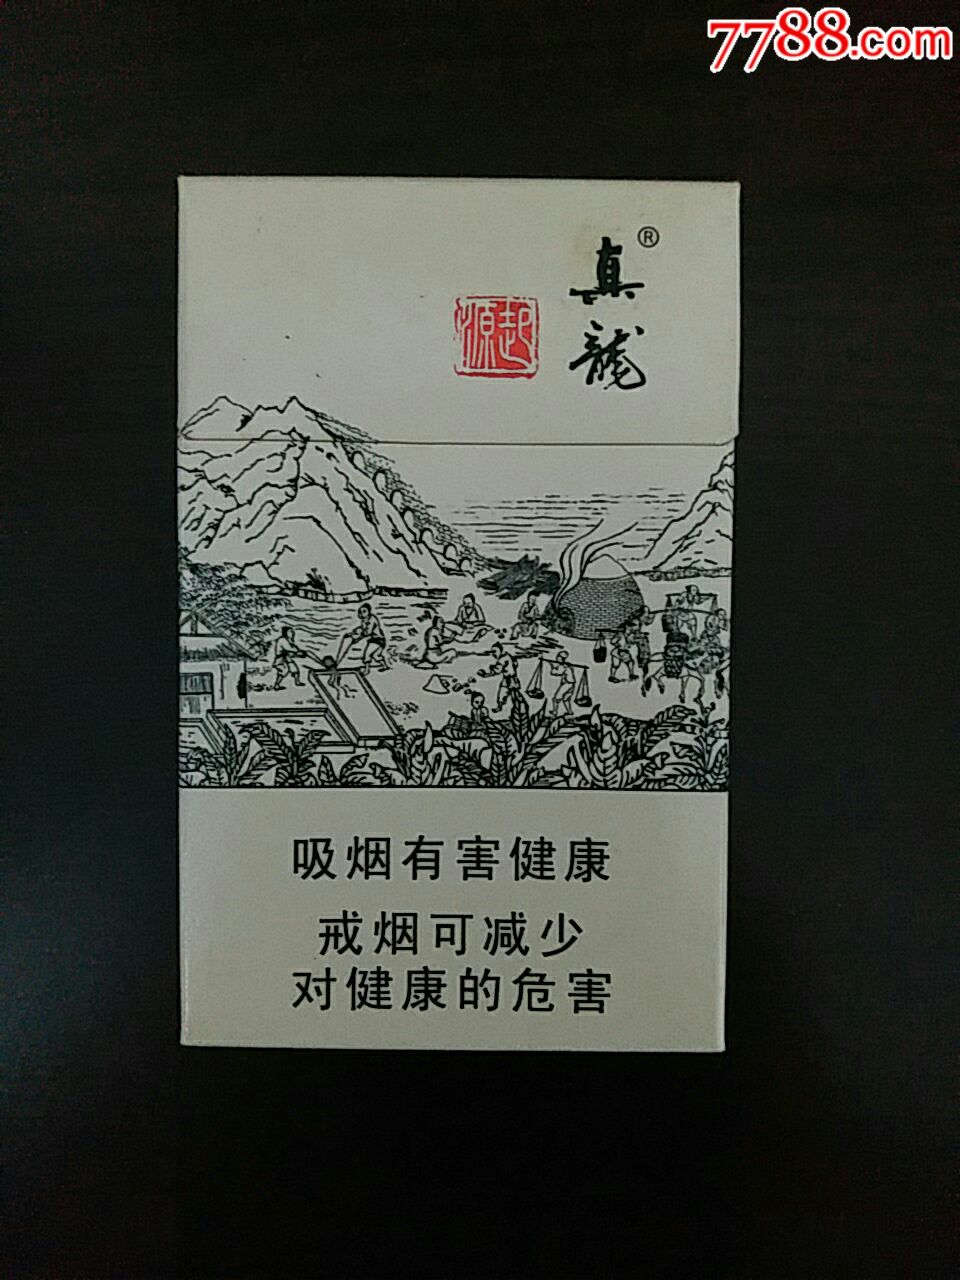 7788.com
真龍®
起源
吸烟有害健康
戒烟可减少
对健康的危害